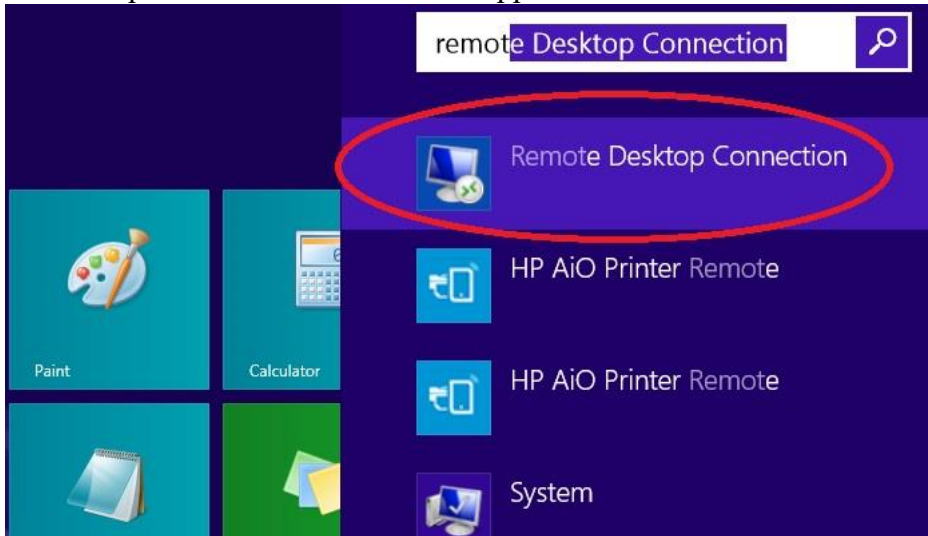 remote Desktop Connection
Remote Desktop Connection
HP AiO Printer Remote
HP AiO Printer Remote
System
Paint
Calculator